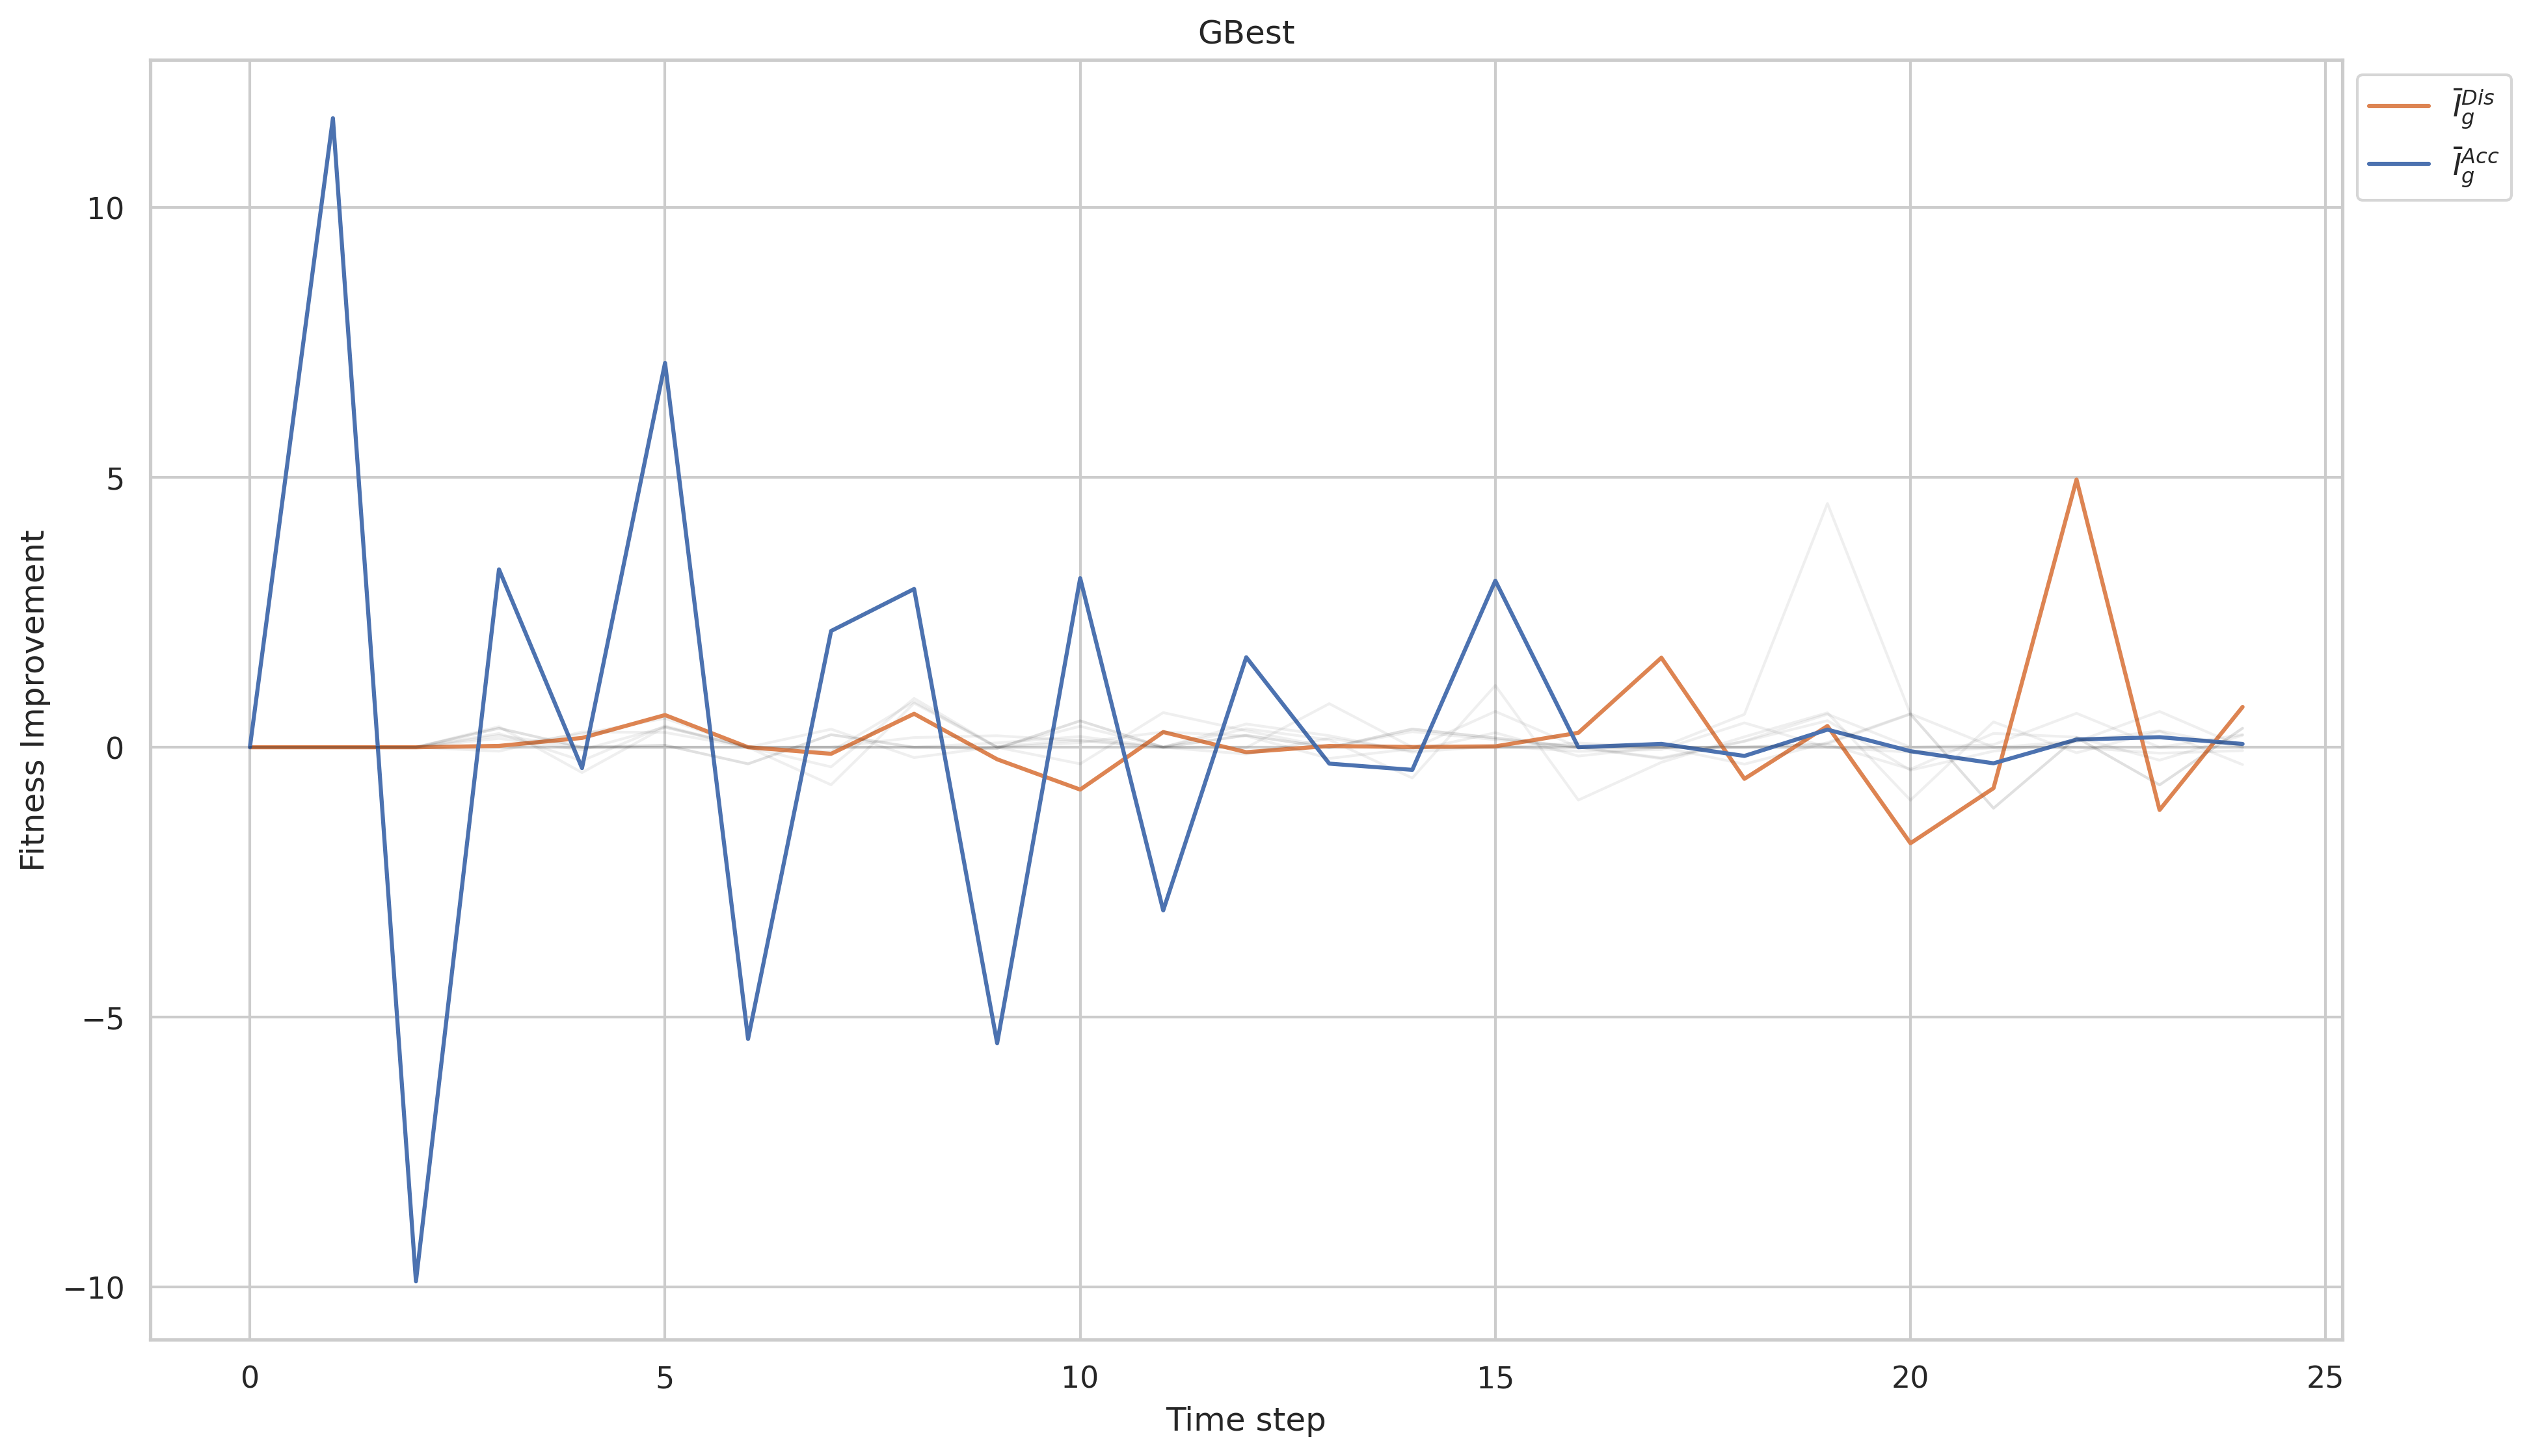 GBest
Ī_g^Dis
Ī_g^Acc
10
5
0
−5
−10
Fitness Improvement
0 5 10 15 20 25
Time step